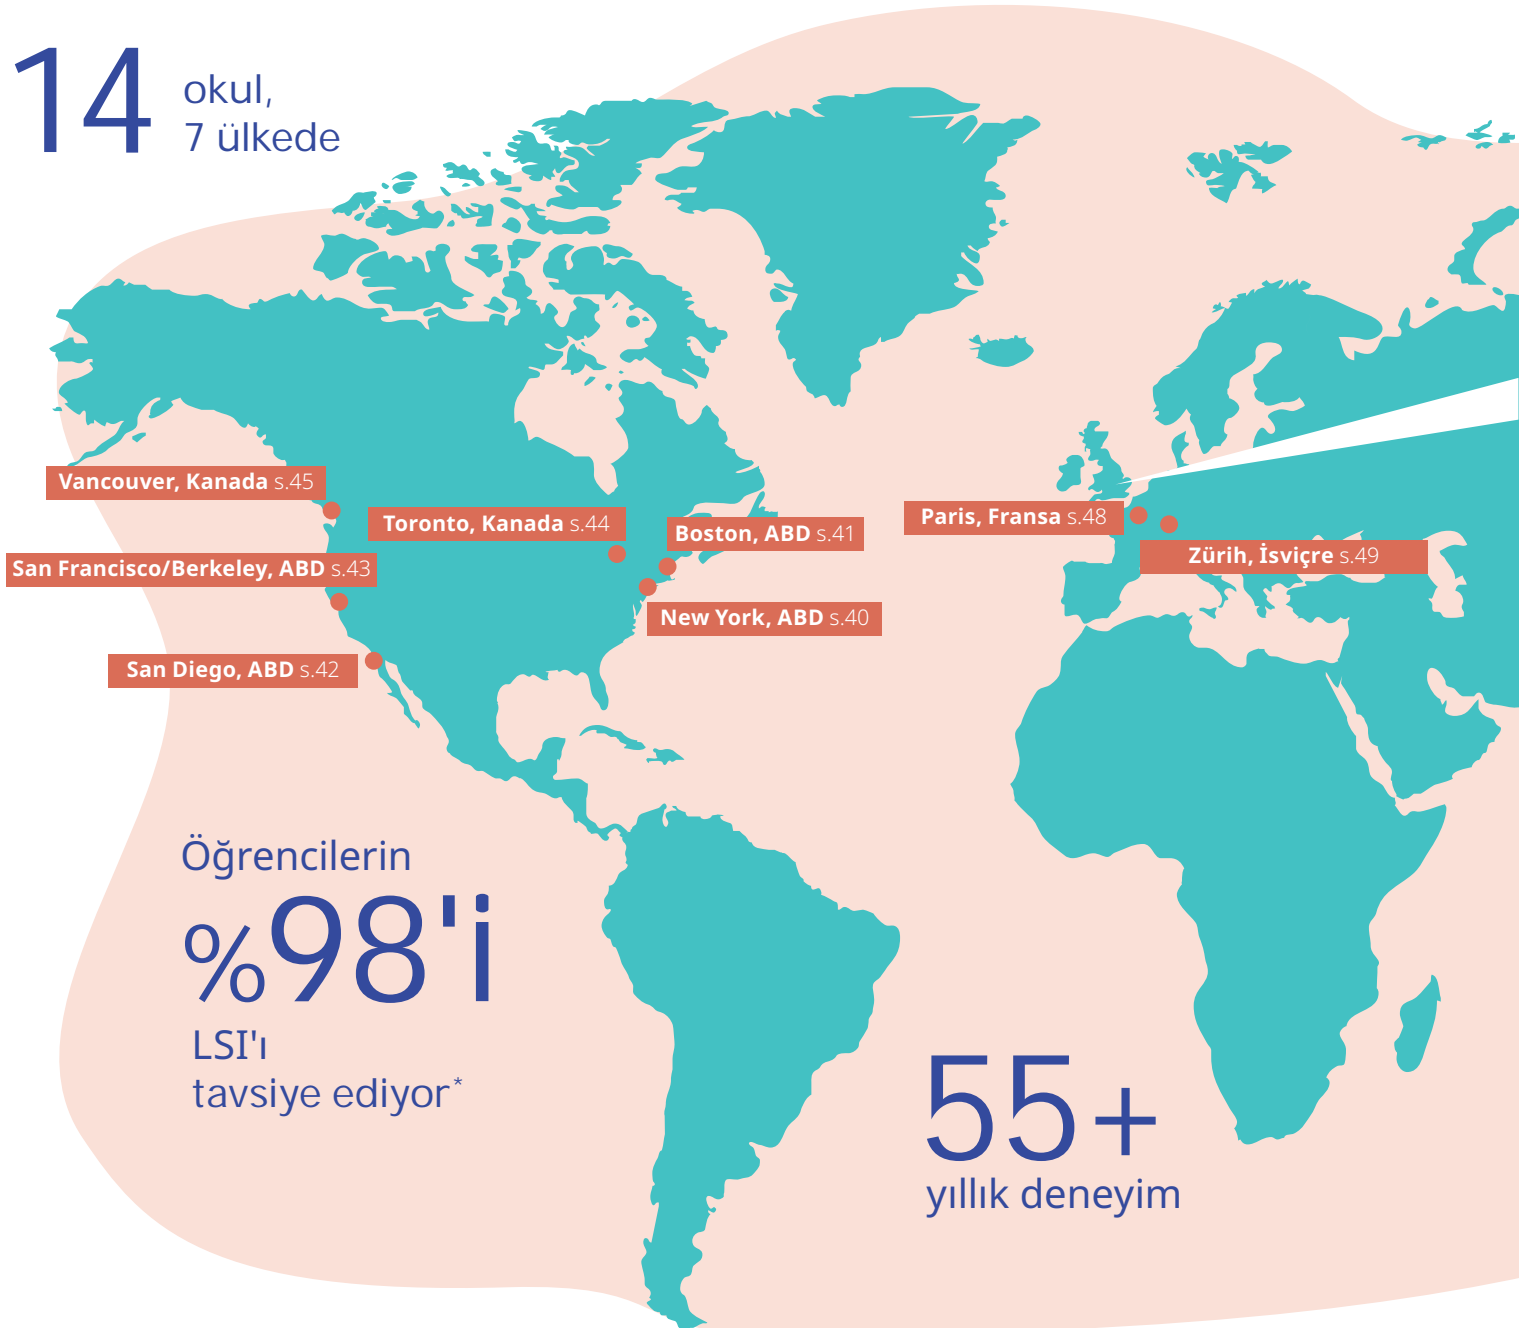 14
okul,
7 ülkede
Vancouver, Kanada s.45
Toronto, Kanada s.44
Boston, ABD s.41
Paris, Fransa s.48
Zürih, İsviçre s.49
San Francisco/Berkeley, ABD s.43
New York, ABD s.40
San Diego, ABD s.42
Öğrencilerin
%98'i
LSI'ı
tavsiye ediyor*
55+
yıllık deneyim